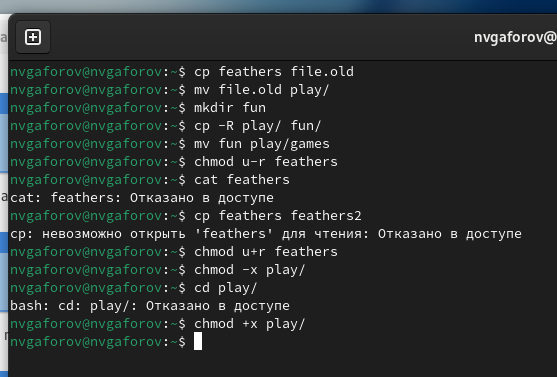 nvgaforov@
nvgaforov@nvgaforov:~$ cp feathers file.old
nvgaforov@nvgaforov:~$ mv file.old play/
nvgaforov@nvgaforov:~$ mkdir fun
nvgaforov@nvgaforov:~$ cp -R play/ fun/
nvgaforov@nvgaforov:~$ mv fun play/games
nvgaforov@nvgaforov:~$ chmod u-r feathers
nvgaforov@nvgaforov:~$ cat feathers
cat: feathers: Отказано в доступе
nvgaforov@nvgaforov:~$ cp feathers feathers2
cp: невозможно открыть 'feathers' для чтения: Отказано в доступе
nvgaforov@nvgaforov:~$ chmod u+r feathers
nvgaforov@nvgaforov:~$ chmod -x play/
nvgaforov@nvgaforov:~$ cd play/
bash: cd: play/: Отказано в доступе
nvgaforov@nvgaforov:~$ chmod +x play/
nvgaforov@nvgaforov:~$